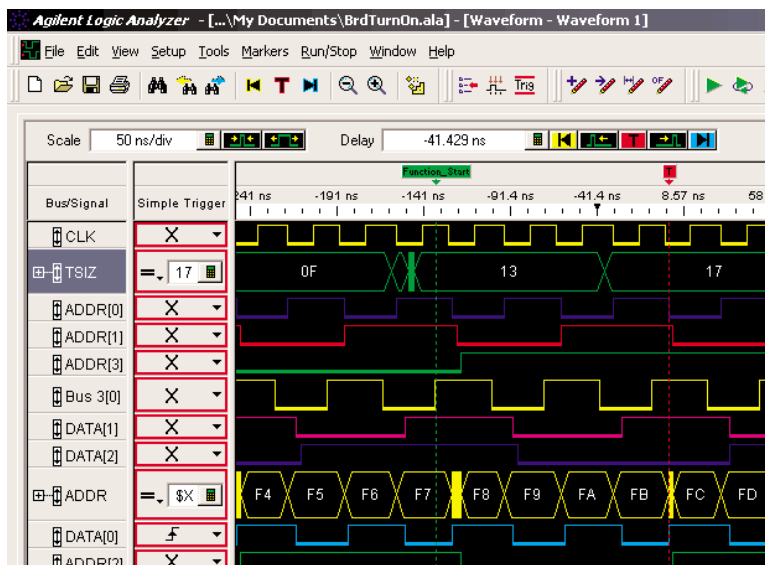 Agilent Logic Analyzer - [...\My Documents\BrdTurnOn.ala] - [Waveform - Waveform 1]
File Edit View Setup Tools Markers Run/Stop Window Help
T Trig
Scale 50 ns/div Delay -41.429 ns T
Function_Start T
Bus/Signal Simple Trigger 241 ns -191 ns -141 ns -91.4 ns -41.4 ns 8.57 ns 58
CLK X
TSIZ = 17 0F 13 17
ADDR[0] X
ADDR[1] X
ADDR[3] X
Bus 3[0] X
DATA[1] X
DATA[2] X
ADDR = $X F4 F5 F6 F7 F8 F9 FA FB FC FD
DATA[0]
ADDR[2] X